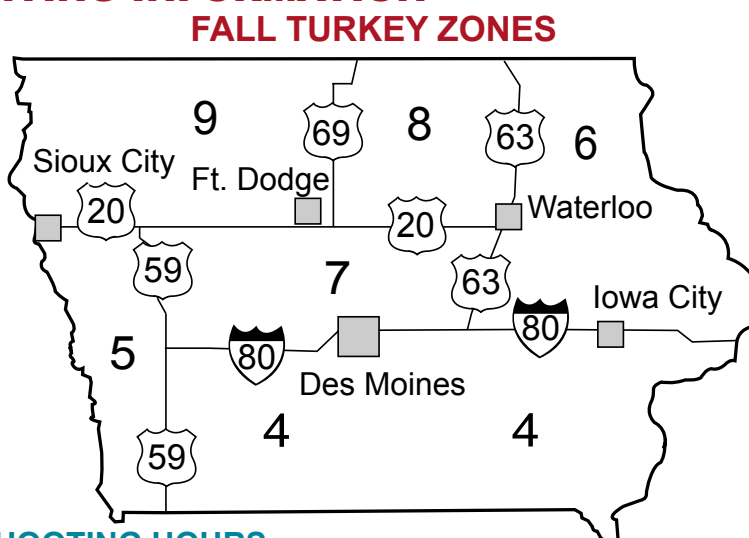 FALL TURKEY ZONES
9
69
8
63
6
Sioux City
Ft. Dodge
20
20
Waterloo
59
7
63
Iowa City
5
80
80
Des Moines
4
4
59